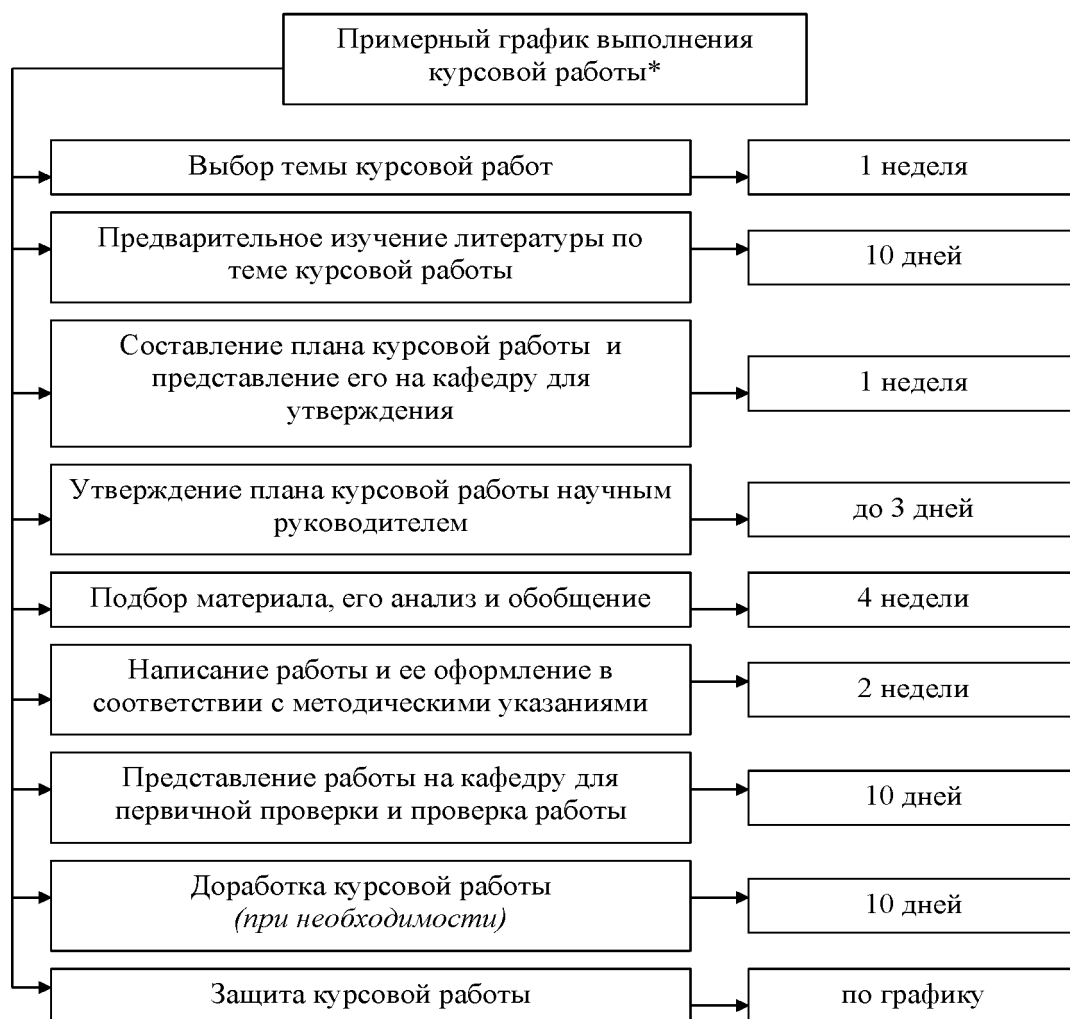 Примерный график выполнения
курсовой работы*
Выбор темы курсовой работ
1 неделя
Предварительное изучение литературы по
теме курсовой работы
10 дней
Составление плана курсовой работы и
представление его на кафедру для
утверждения
1 неделя
Утверждение плана курсовой работы научным
руководителем
до 3 дней
Подбор материала, его анализ и обобщение
4 недели
Написание работы и ее оформление в
соответствии с методическими указаниями
2 недели
Представление работы на кафедру для
первичной проверки и проверка работы
10 дней
Доработка курсовой работы
(при необходимости)
10 дней
Защита курсовой работы
по графику